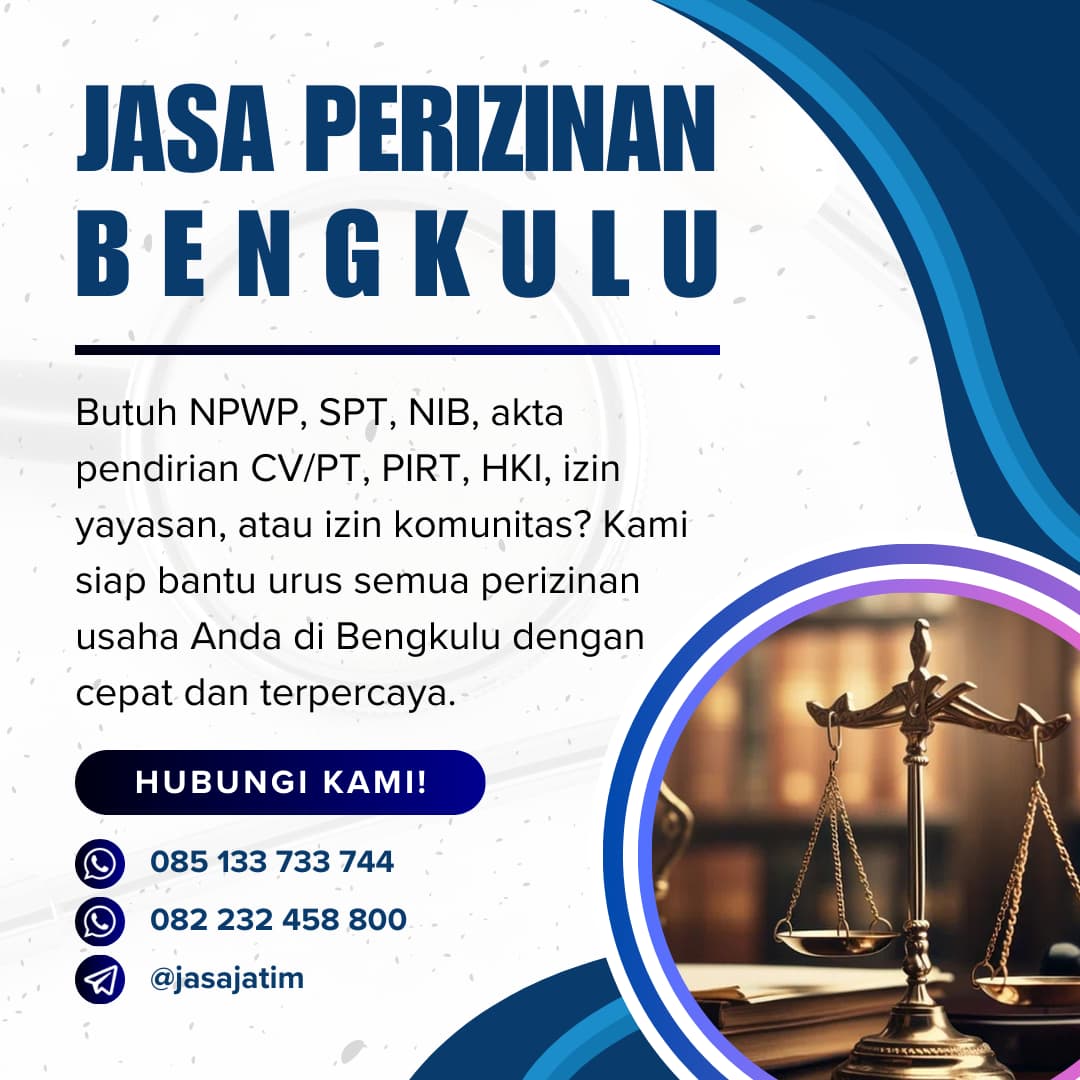 JASA PERIZINAN
BENGKULU
Butuh NPWP, SPT, NIB, akta
pendirian CV/PT, PIRT, HKI, izin
yayasan, atau izin komunitas? Kami
siap bantu urus semua perizinan
usaha Anda di Bengkulu dengan
cepat dan terpercaya.
HUBUNGI KAMI!
085 133 733 744
082 232 458 800
@jasajatim